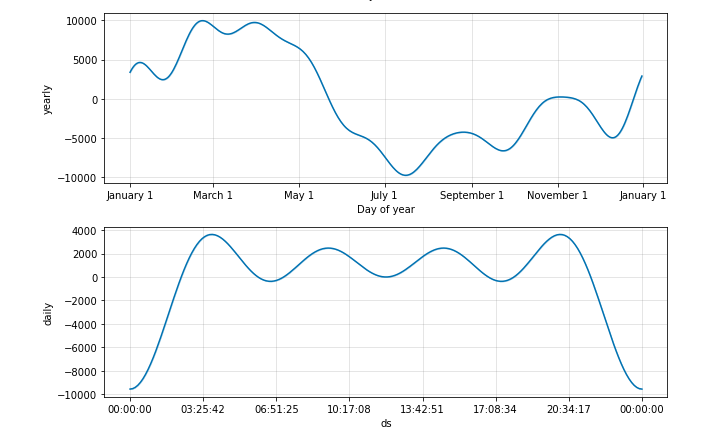 10000
5000
0
−5000
−10000
yearly
January 1 March 1 May 1 July 1 September 1 November 1 January 1
Day of year
4000
2000
0
−2000
−4000
−6000
−8000
−10000
daily
00:00:00 03:25:42 06:51:25 10:17:08 13:42:51 17:08:34 20:34:17 00:00:00
ds